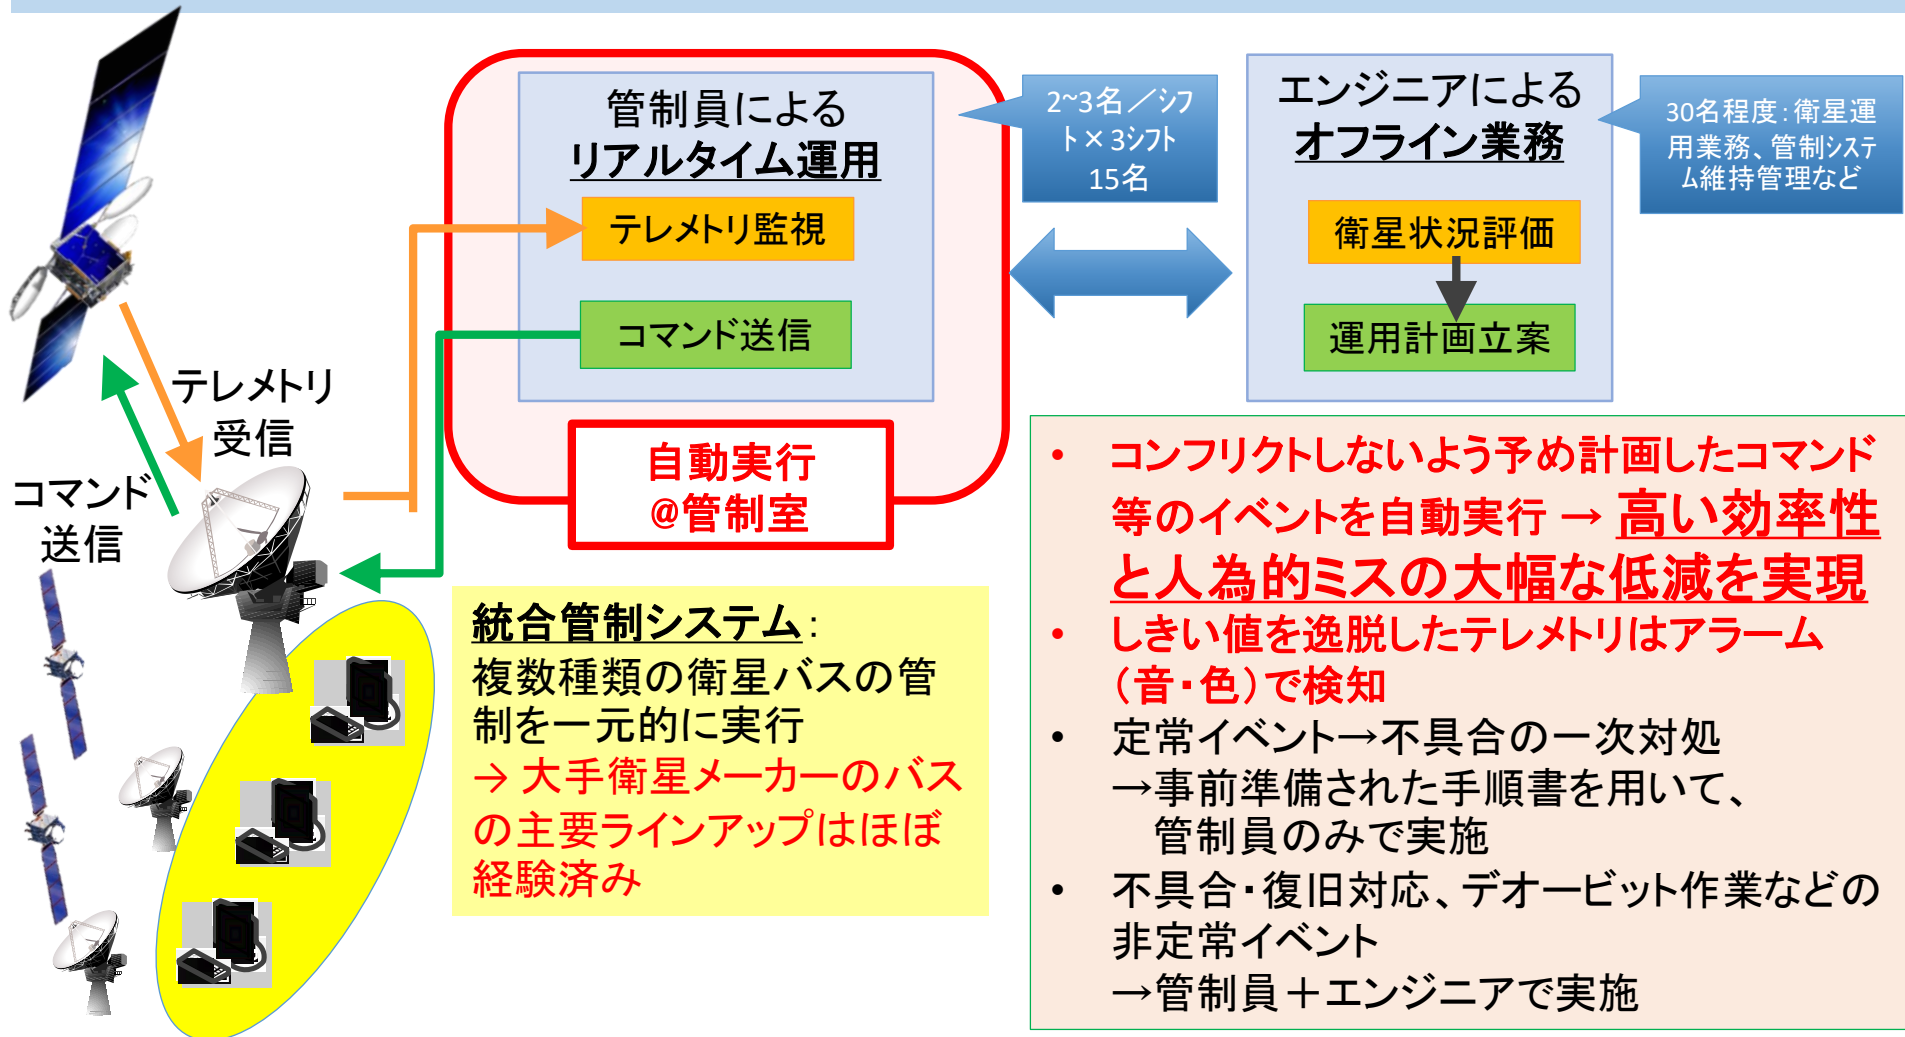 管制員による
リアルタイム運用
テレメトリ監視
コマンド送信
自動実行
@管制室
2~3名／ｼﾌ
ﾄ×3ｼﾌﾄ
15名
エンジニアによる
オフライン業務
衛星状況評価
運用計画立案
30名程度：衛星運
用業務、管制ｼｽﾃ
ﾑ維持管理など
テレメトリ
受信
コマンド
送信
統合管制システム：
複数種類の衛星バスの管
制を一元的に実行
→大手衛星メーカーのバス
の主要ラインアップはほぼ
経験済み
• コンフリクトしないよう予め計画したコマンド
等のイベントを自動実行→高い効率性
と人為的ミスの大幅な低減を実現
• しきい値を逸脱したテレメトリはアラーム
（音・色）で検知
• 定常イベント→不具合の一次対処
→事前準備された手順書を用いて、
管制員のみで実施
• 不具合・復旧対応、デオービット作業などの
非定常イベント
→管制員＋エンジニアで実施